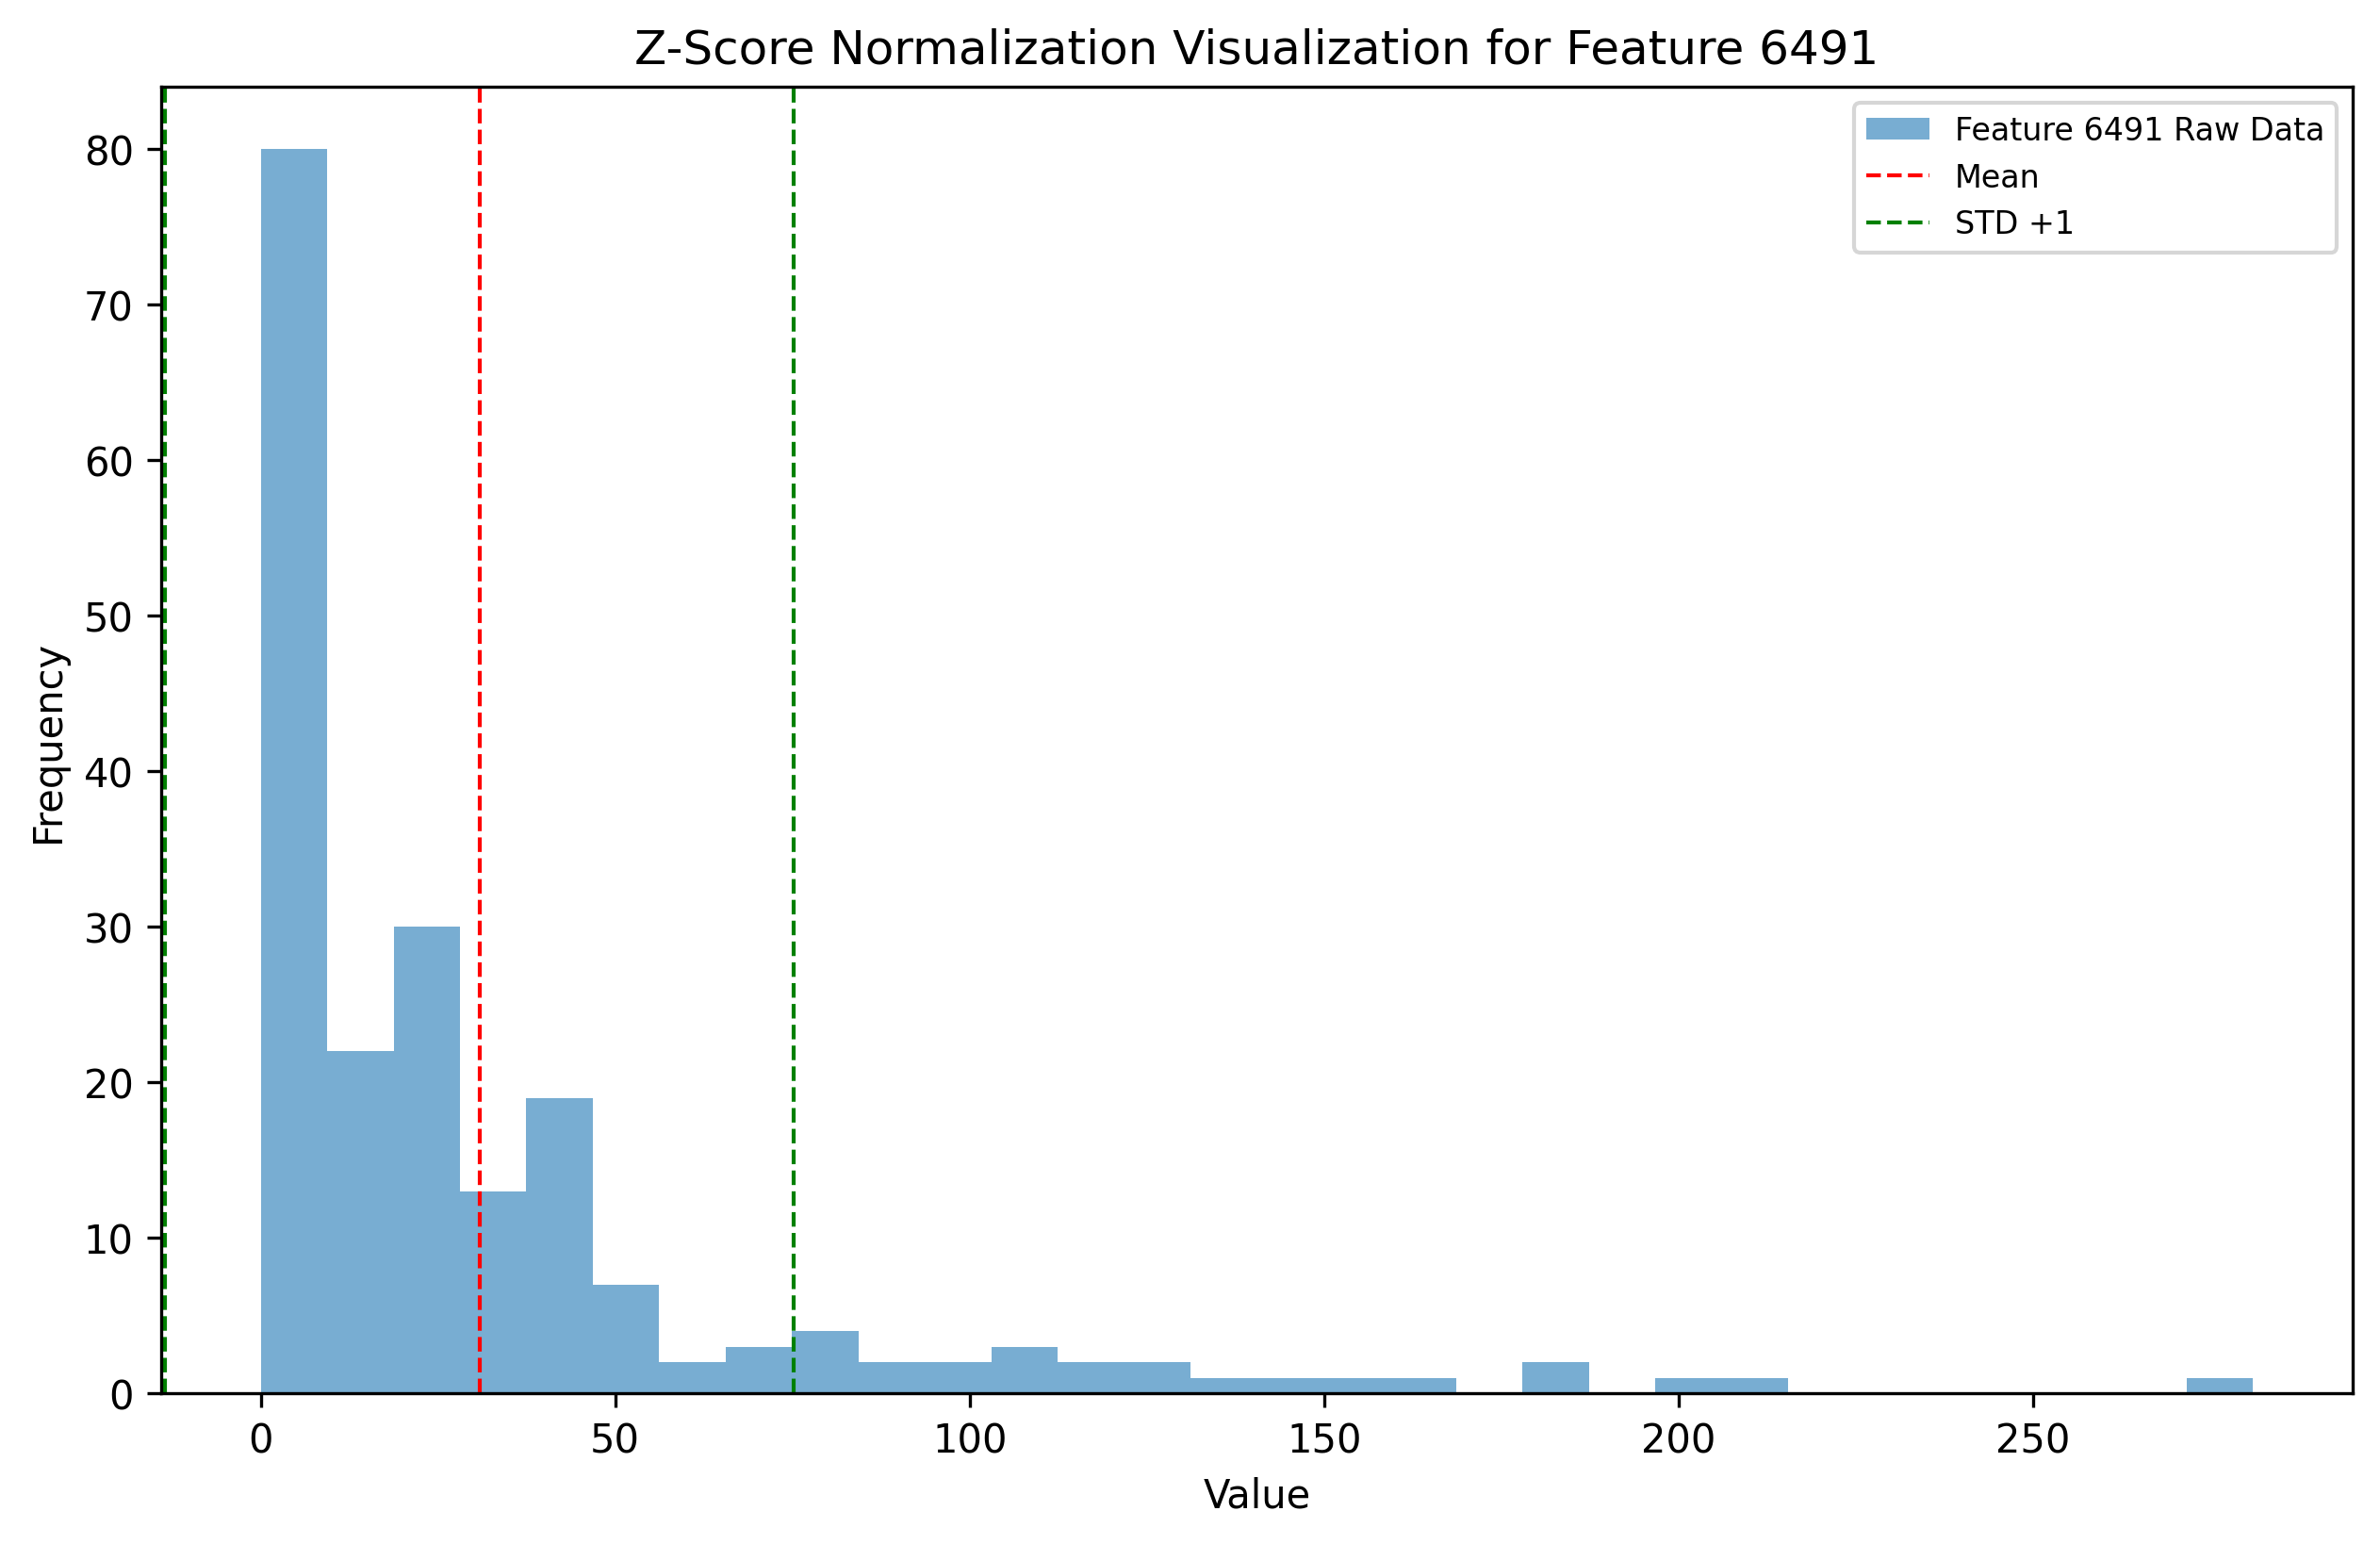 Z-Score Normalization Visualization for Feature 6491
Feature 6491 Raw Data
Mean
STD +1
80
70
60
50
40
30
20
10
0
Frequency
0 50 100 150 200 250
Value